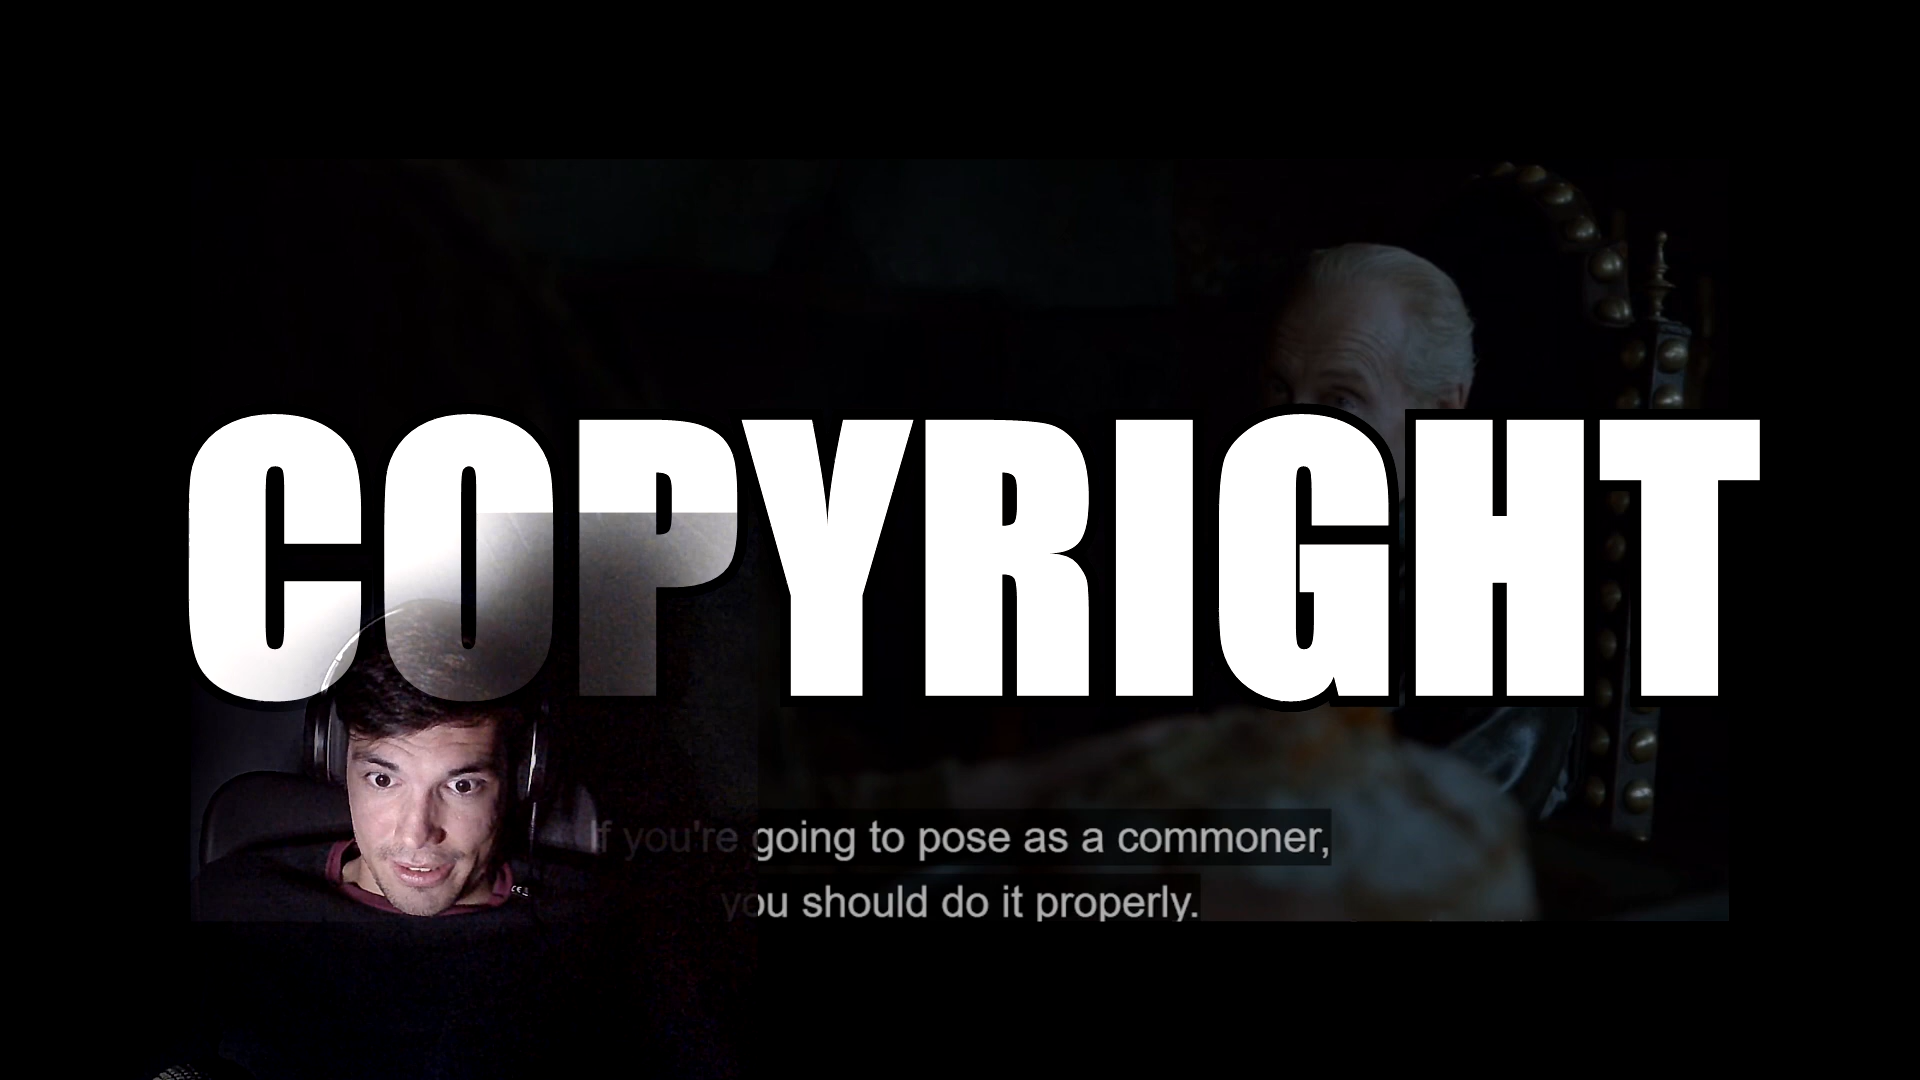 COPYRIGHT
If you're going to pose as a commoner,
you should do it properly.